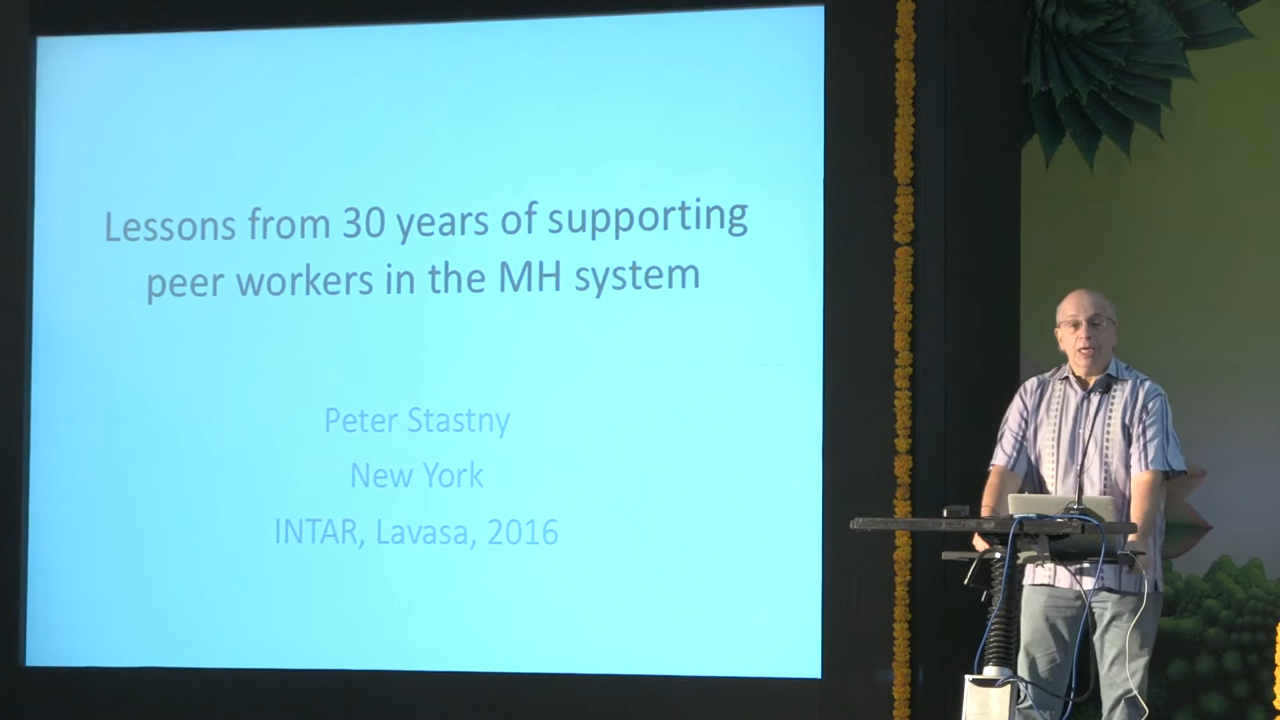 Lessons from 30 years of supporting
peer workers in the MH system
Peter Stastny
New York
INTAR, Lavasa, 2016